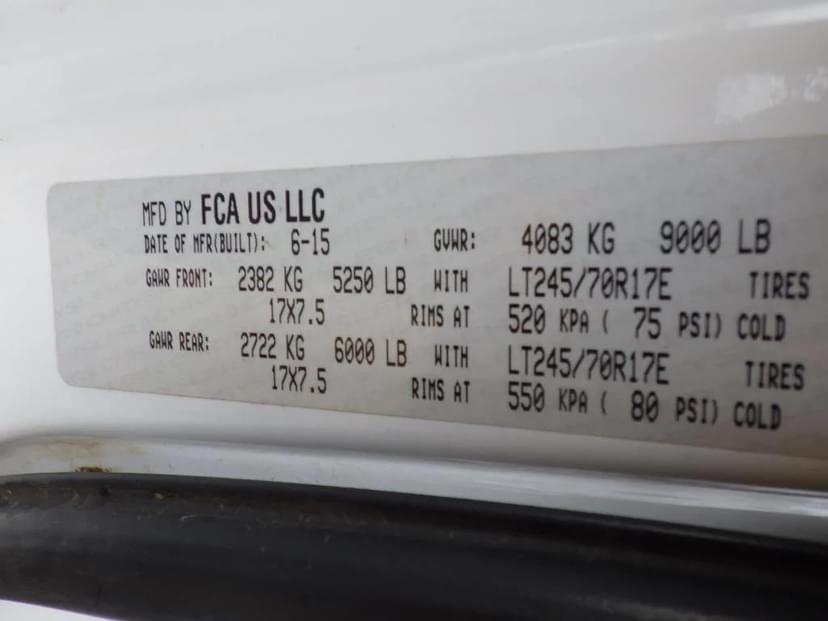 MFD BY FCA US LLC
DATE OF MFR(BUILT): 6-15 GVWR: 4083 KG 9000 LB
GAWR FRONT: 2382 KG 5250 LB WITH LT245/70R17E TIRES
17X7.5 RIMS AT 520 KPA ( 75 PSI) COLD
GAWR REAR: 2722 KG 6000 LB WITH LT245/70R17E TIRES
17X7.5 RIMS AT 550 KPA ( 80 PSI) COLD